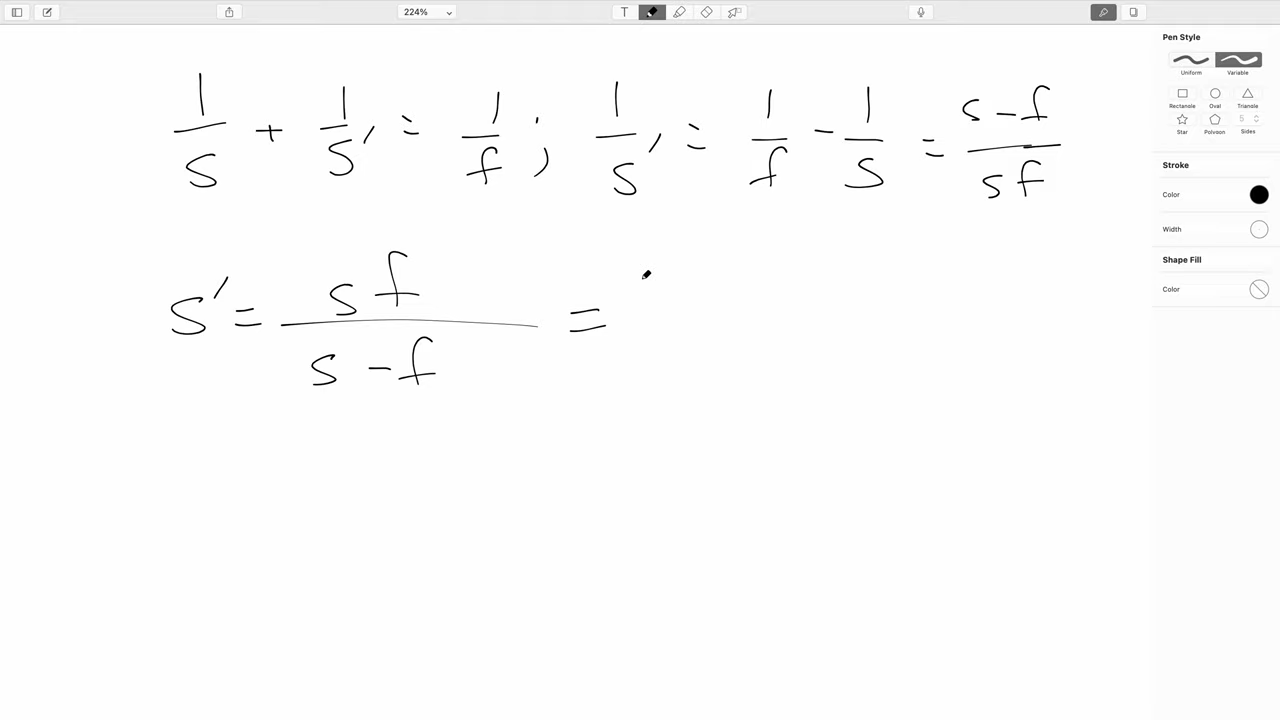 224%
T
Pen Style
Uniform Variable
Rectangle Oval Triangle
Star Polygon 5 Sides
Stroke
Color
Width
Shape Fill
Color
1/s + 1/s' = 1/f ; 1/s' = 1/f - 1/s = s-f/sf
s' = sf/s-f =